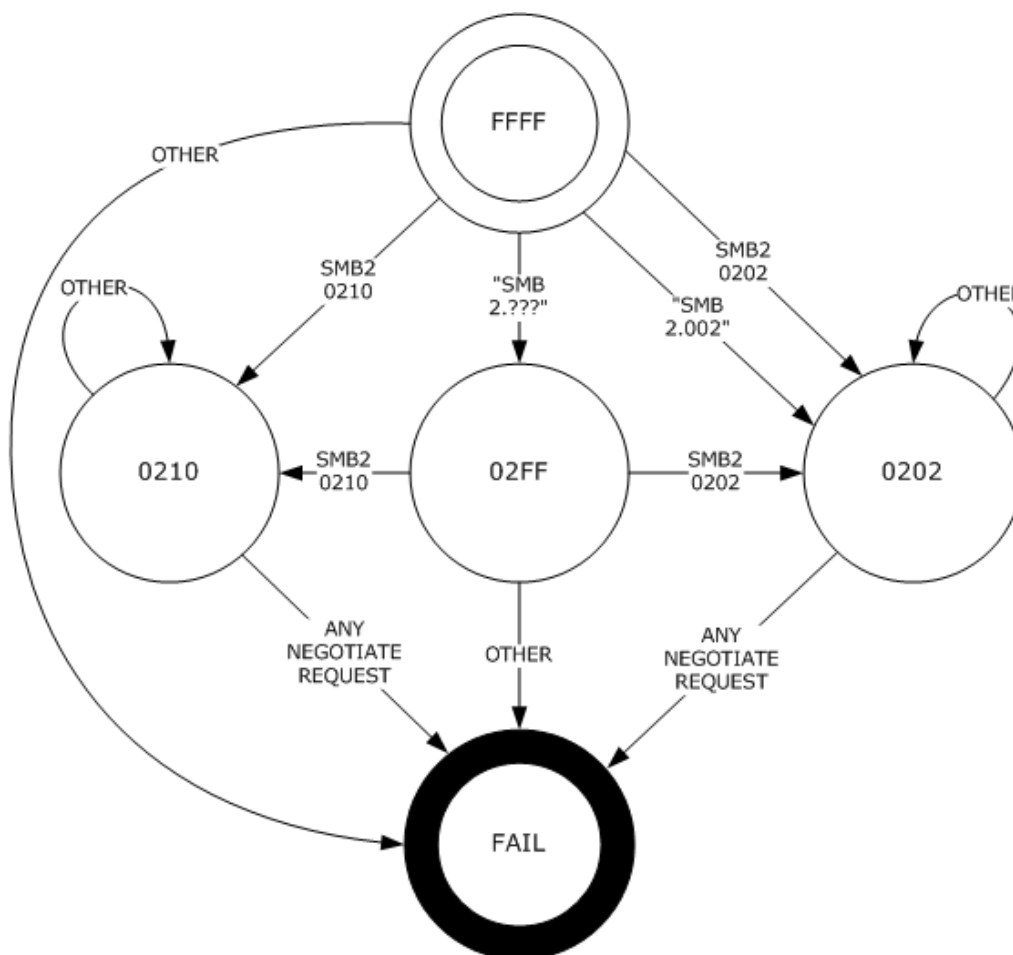 FFFF
OTHER
SMB2
0210
"SMB
2.???"
"SMB
2.002"
SMB2
0202
OTHER
OTHER
0210
SMB2
0210
02FF
SMB2
0202
0202
ANY
NEGOTIATE
REQUEST
OTHER
ANY
NEGOTIATE
REQUEST
FAIL